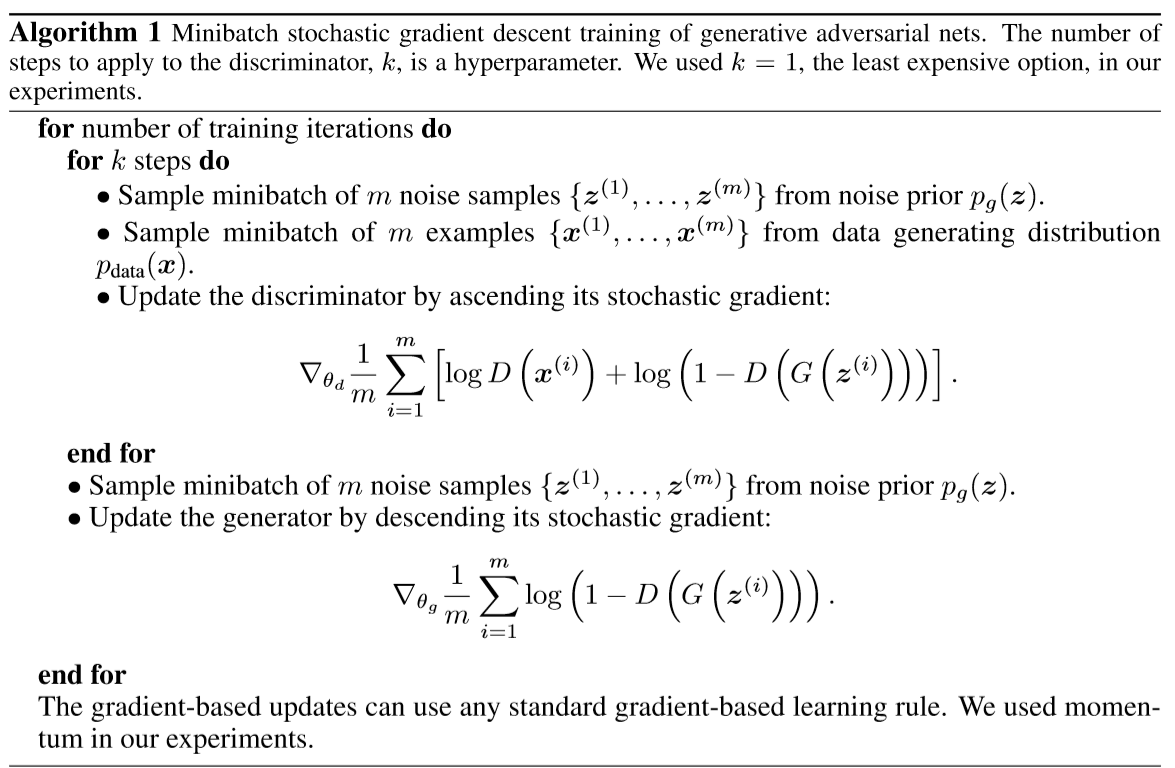 Algorithm 1 Minibatch stochastic gradient descent training of generative adversarial nets. The number of
steps to apply to the discriminator, k, is a hyperparameter. We used k = 1, the least expensive option, in our
experiments.
for number of training iterations do
for k steps do
• Sample minibatch of m noise samples {z^{(1)}, . . . , z^{(m)}} from noise prior p_g(z).
• Sample minibatch of m examples {x^{(1)}, . . . , x^{(m)}} from data generating distribution
p_data(x).
• Update the discriminator by ascending its stochastic gradient:
∇_{θ_d} \frac{1}{m} \sum_{i=1}^{m} [log D (x^{(i)}) + log (1 − D (G (z^{(i)})))] .
end for
• Sample minibatch of m noise samples {z^{(1)}, . . . , z^{(m)}} from noise prior p_g(z).
• Update the generator by descending its stochastic gradient:
∇_{θ_g} \frac{1}{m} \sum_{i=1}^{m} log (1 − D (G (z^{(i)}))) .
end for
The gradient-based updates can use any standard gradient-based learning rule. We used momen-
tum in our experiments.